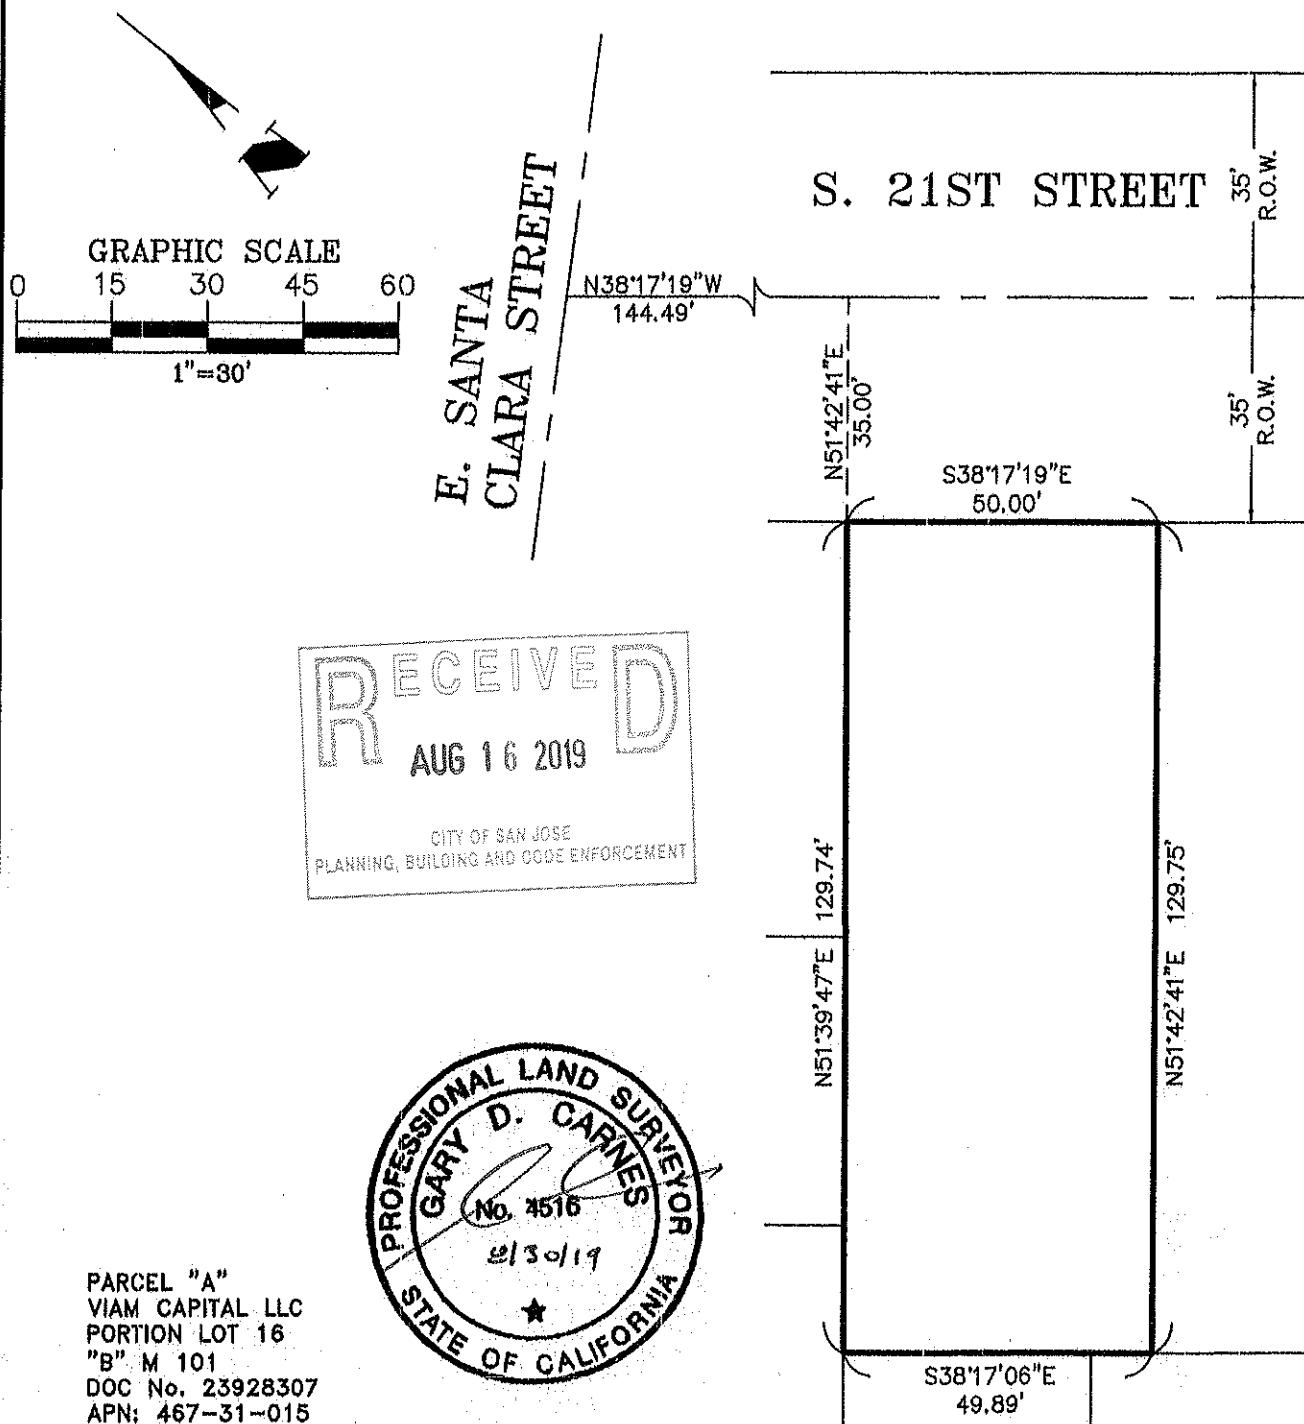 GRAPHIC SCALE
0 15 30 45 60
1"=30'
E. SANTA
CLARA STREET
S. 21ST STREET
35'
R.O.W.
N38°17'19"W
144.49'
N51°42'41"E
35.00'
35'
R.O.W.
S38°17'19"E
50.00'
RECEIVED
AUG 16 2019
CITY OF SAN JOSE
PLANNING, BUILDING AND CODE ENFORCEMENT
N51°39'47"E 129.74'
N51°42'41"E 129.75'
PROFESSIONAL LAND SURVEYOR
GARY D. CARNES
No. 4516
STATE OF CALIFORNIA
PARCEL "A"
VIAM CAPITAL LLC
PORTION LOT 16
"B" M 101
DOC No. 23928307
APN: 467-31-015
S38°17'06"E
49.89'